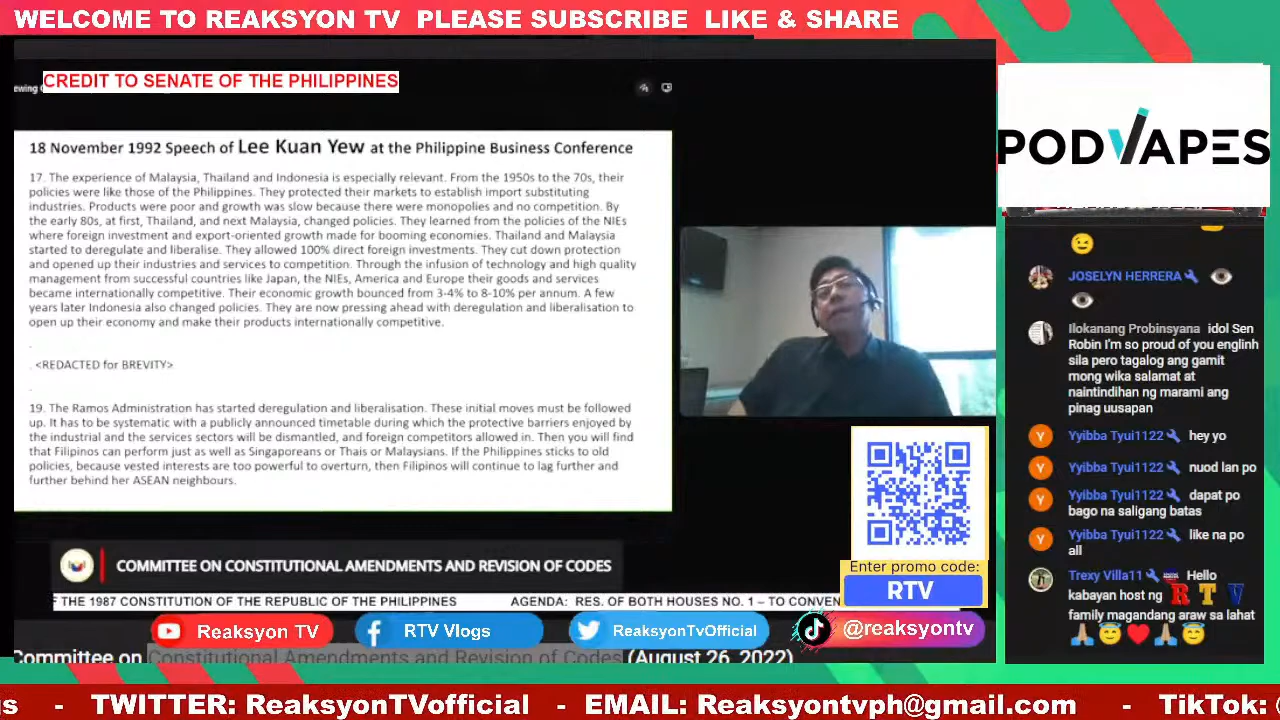 WELCOME TO REAKSYON TV PLEASE SUBSCRIBE LIKE & SHARE
CREDIT TO SENATE OF THE PHILIPPINES
18 November 1992 Speech of Lee Kuan Yew at the Philippine Business Conference
17. The experience of Malaysia, Thailand and Indonesia is especially relevant. From the 1950s to the 70s, their
policies were like those of the Philippines. They protected their markets to establish import substituting
industries. Products were poor and growth was slow because there were monopolies and no competition. By
the early 80s, at first, Thailand, and next Malaysia, changed policies. They learned from the policies of the NIEs
where foreign investment and export-oriented growth made for booming economies. Thailand and Malaysia
started to deregulate and liberalise. They allowed 100% direct foreign investments. They cut down protection
and opened up their industries and services to competition. Through the infusion of technology and high quality
management from successful countries like Japan, the NIEs, America and Europe their goods and services
became internationally competitive. Their economic growth bounced from 3-4% to 8-10% per annum. A few
years later Indonesia also changed policies. They are now pressing ahead with deregulation and liberalisation to
open up their economy and make their products internationally competitive.
.
. <REDACTED for BREVITY>
.
19. The Ramos Administration has started deregulation and liberalisation. These initial moves must be followed
up. It has to be systematic with a publicly announced timetable during which the protective barriers enjoyed by
the industrial and the services sectors will be dismantled, and foreign competitors allowed in. Then you will find
that Filipinos can perform just as well as Singaporeans or Thais or Malaysians. If the Philippines sticks to old
policies, because vested interests are too powerful to overturn, then Filipinos will continue to lag further and
further behind her ASEAN neighbours.
COMMITTEE ON CONSTITUTIONAL AMENDMENTS AND REVISION OF CODES
F THE 1987 CONSTITUTION OF THE REPUBLIC OF THE PHILIPPINES AGENDA: RES. OF BOTH HOUSES NO. 1 – TO CONVEN
Enter promo code:
RTV
Reaksyon TV
RTV Vlogs
ReaksyonTvOfficial
@reaksyontv
Committee on Constitutional Amendments and Revision of Codes (August 26, 2022)
PODVAPES
JOSELYN HERRERA
Ilokanang Probinsyana idol Sen
Robin I'm so proud of you englinh
sila pero tagalog ang gamit
mong wika salamat at
naintindihan ng marami ang
pinag uusapan
Y Yyibba Tyui1122 hey yo
Y Yyibba Tyui1122 nuod lan po
Y Yyibba Tyui1122 dapat po
bago na saligang batas
Y Yyibba Tyui1122 like na po
all
Trexy Villa11 Hello
kabayan host ng R T V
family magandang araw sa lahat
gs - TWITTER: ReaksyonTVofficial - EMAIL: Reaksyontvph@gmail.com - TikTok: @